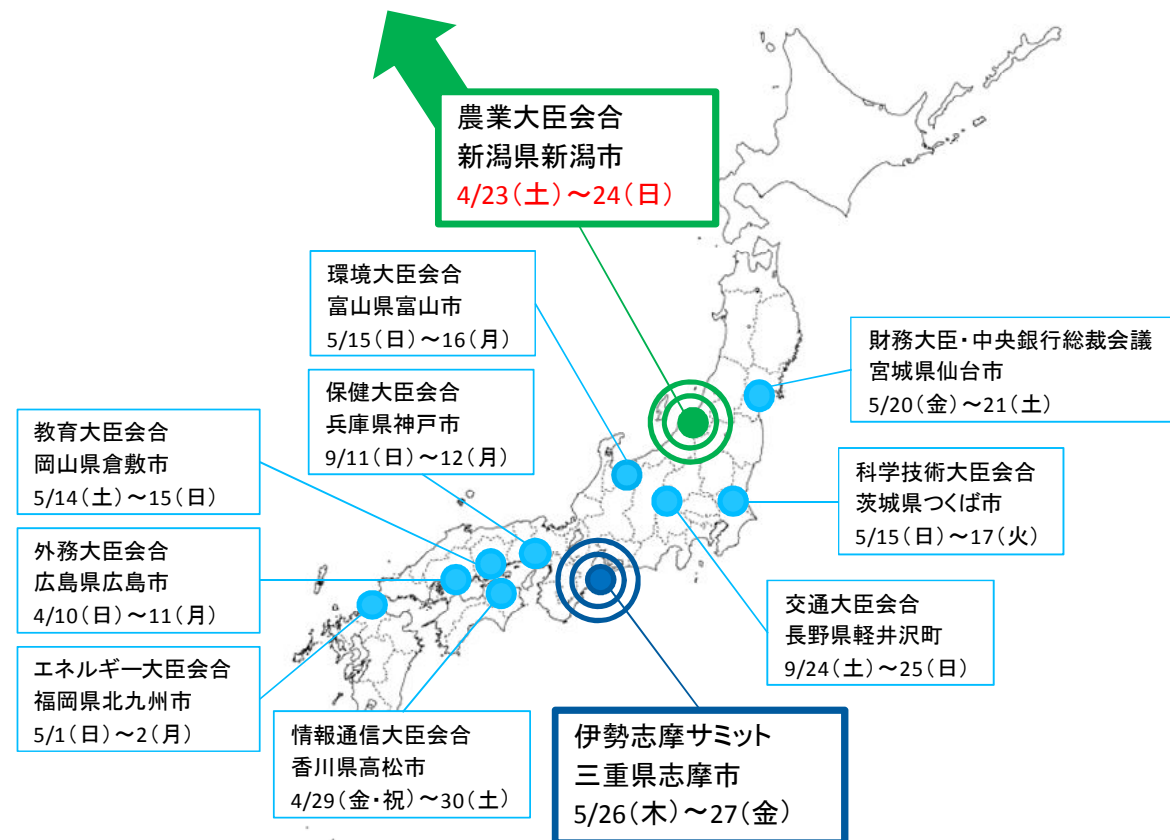 農業大臣会合
新潟県新潟市
4/23(土)～24(日)
環境大臣会合
富山県富山市
5/15(日)～16(月)
財務大臣・中央銀行総裁会議
宮城県仙台市
5/20(金)～21(土)
保健大臣会合
兵庫県神戸市
9/11(日)～12(月)
教育大臣会合
岡山県倉敷市
5/14(土)～15(日)
科学技術大臣会合
茨城県つくば市
5/15(日)～17(火)
外務大臣会合
広島県広島市
4/10(日)～11(月)
交通大臣会合
長野県軽井沢町
9/24(土)～25(日)
エネルギー大臣会合
福岡県北九州市
5/1(日)～2(月)
情報通信大臣会合
香川県高松市
4/29(金・祝)～30(土)
伊勢志摩サミット
三重県志摩市
5/26(木)～27(金)